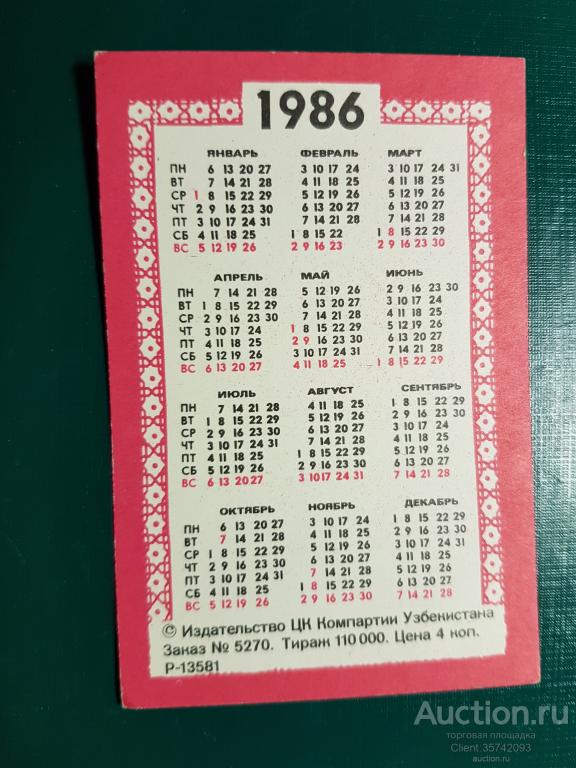 1986
ЯНВАРЬ ФЕВРАЛЬ МАРТ
ПН 6 13 20 27 3 10 17 24 3 10 17 24 31
ВТ 7 14 21 28 4 11 18 25 4 11 18 25
СР 1 8 15 22 29 5 12 19 26 5 12 19 26
ЧТ 2 9 16 23 30 6 13 20 27 6 13 20 27
ПТ 3 10 17 24 31 7 14 21 28 7 14 21 28
СБ 4 11 18 25 1 8 15 22 1 8 15 22 29
ВС 5 12 19 26 2 9 16 23 2 9 16 23 30
АПРЕЛЬ МАЙ ИЮНЬ
ПН 7 14 21 28 5 12 19 26 2 9 16 23 30
ВТ 1 8 15 22 29 6 13 20 27 3 10 17 24
СР 2 9 16 23 30 7 14 21 28 4 11 18 25
ЧТ 3 10 17 24 1 8 15 22 29 5 12 19 26
ПТ 4 11 18 25 2 9 16 23 30 6 13 20 27
СБ 5 12 19 26 3 10 17 24 31 7 14 21 28
ВС 6 13 20 27 4 11 18 25 1 8 15 22 29
ИЮЛЬ АВГУСТ СЕНТЯБРЬ
ПН 7 14 21 28 4 11 18 25 1 8 15 22 29
ВТ 1 8 15 22 29 5 12 19 26 2 9 16 23 30
СР 2 9 16 23 30 6 13 20 27 3 10 17 24
ЧТ 3 10 17 24 31 7 14 21 28 4 11 18 25
ПТ 4 11 18 25 1 8 15 22 29 5 12 19 26
СБ 5 12 19 26 2 9 16 23 30 6 13 20 27
ВС 6 13 20 27 3 10 17 24 31 7 14 21 28
ОКТЯБРЬ НОЯБРЬ ДЕКАБРЬ
ПН 6 13 20 27 3 10 17 24 1 8 15 22 29
ВТ 7 14 21 28 4 11 18 25 2 9 16 23 30
СР 1 8 15 22 29 5 12 19 26 3 10 17 24 31
ЧТ 2 9 16 23 30 6 13 20 27 4 11 18 25
ПТ 3 10 17 24 31 7 14 21 28 5 12 19 26
СБ 4 11 18 25 1 8 15 22 29 6 13 20 27
ВС 5 12 19 26 2 9 16 23 30 7 14 21 28
© Издательство ЦК Компартии Узбекистана
Заказ № 5270. Тираж 110 000. Цена 4 коп.
Р-13581
Auction.ru
торговая площадка
Client:35742093
auction.ru